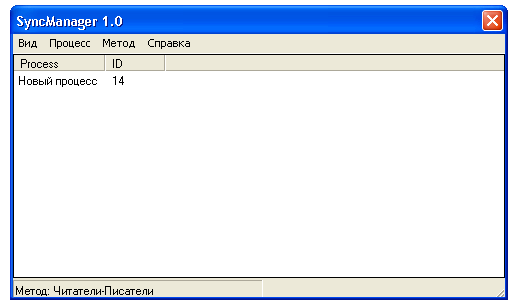 SyncManager 1.0
Вид Процесс Метод Справка
Process ID
Новый процесс 14
Метод: Читатели-Писатели